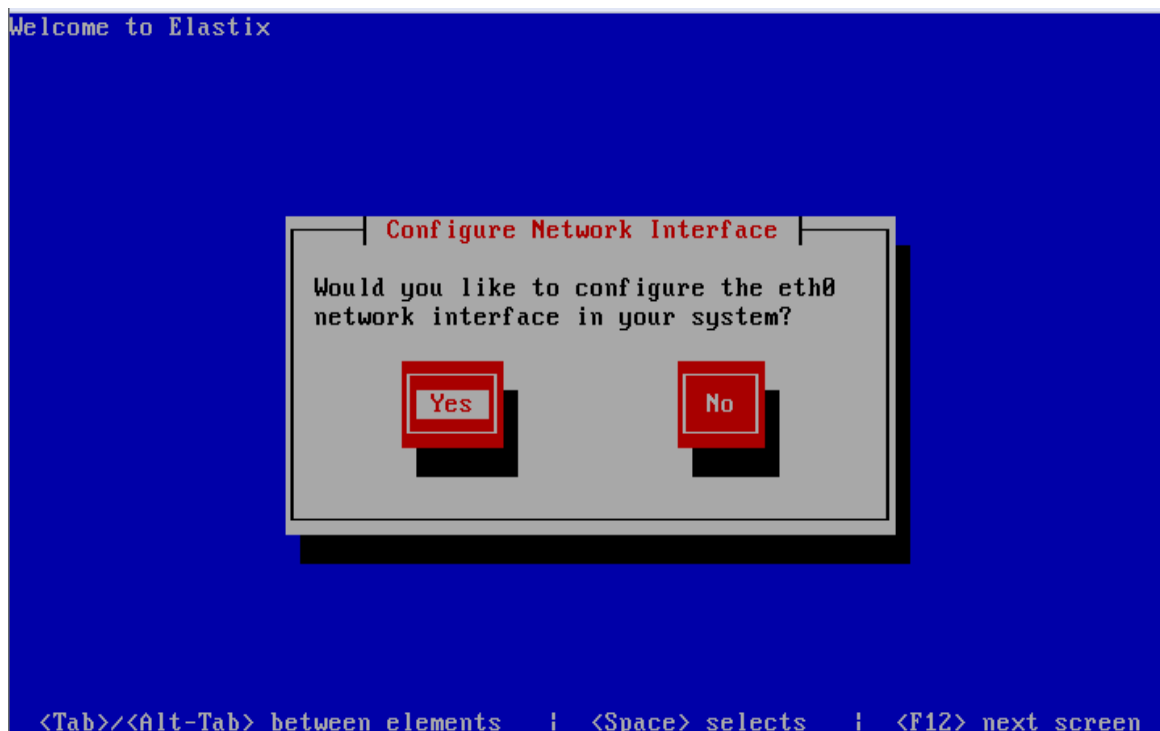 Welcome to Elastix
Configure Network Interface
Would you like to configure the eth0
network interface in your system?
Yes No
<Tab>/<Alt-Tab> between elements | <Space> selects | <F12> next screen